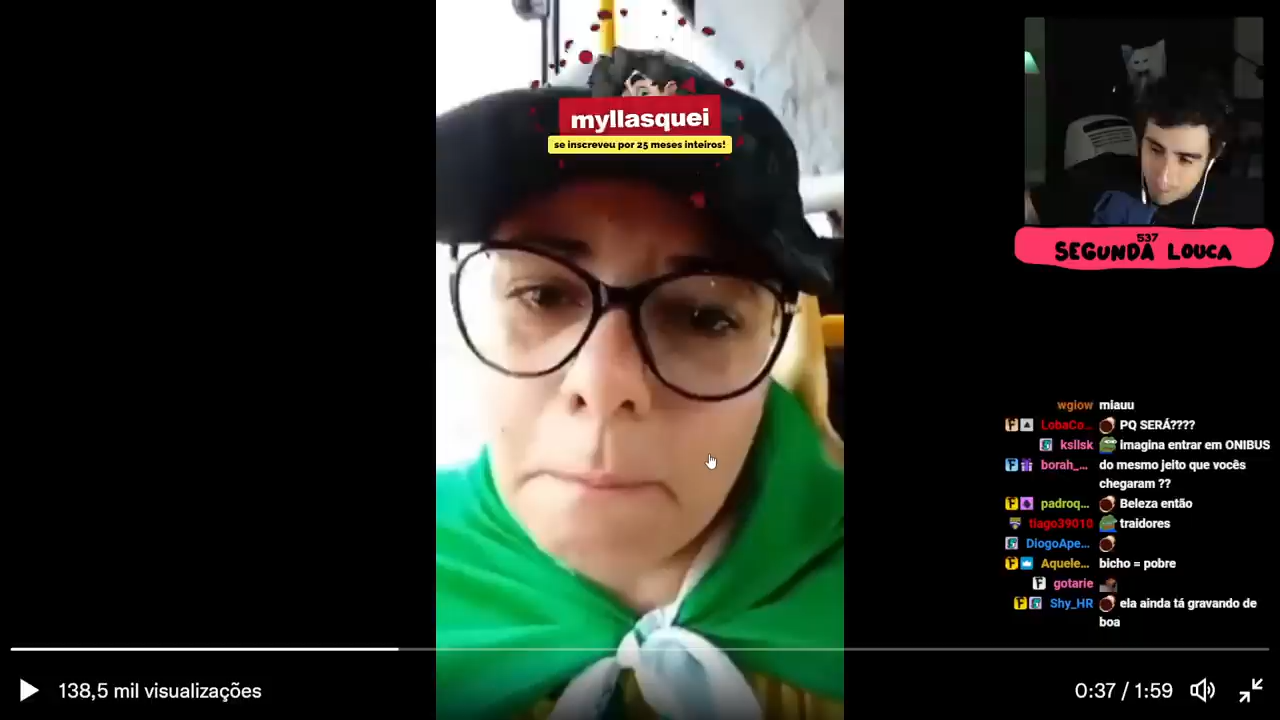 myllasquei
se inscreveu por 25 meses inteiros!
537
SEGUNDA LOUCA
wgiow miauu
LobaCo... PQ SERÁ????
ksllsk imagina entrar em ONIBUS
borah_... do mesmo jeito que vocês
chegaram ??
padroq... Beleza então
tiago39010 traidores
DiogoApe...
Aquele... bicho = pobre
gotarie
Shy_HR ela ainda tá gravando de
boa
138,5 mil visualizações
0:37 / 1:59